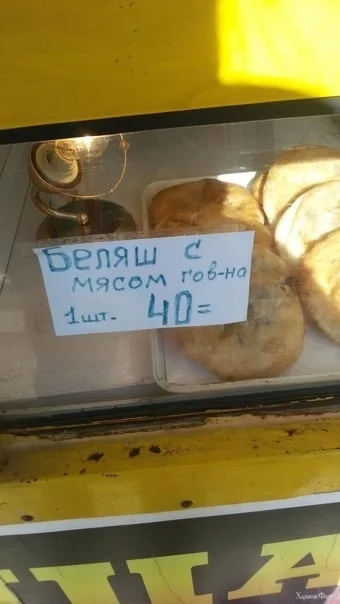 Беляш с
мясом гов-на
1шт. 40=